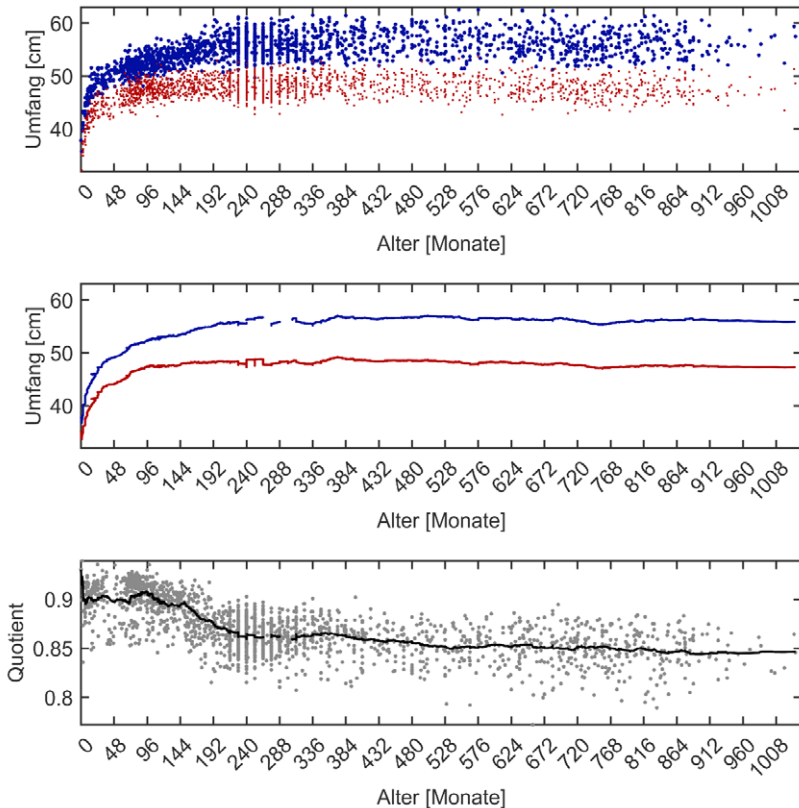 60
50
40
Umfang [cm]
0 48 96 144 192 240 288 336 384 432 480 528 576 624 672 720 768 816 864 912 960 1008
Alter [Monate]
60
50
40
Umfang [cm]
0 48 96 144 192 240 288 336 384 432 480 528 576 624 672 720 768 816 864 912 960 1008
Alter [Monate]
0.9
0.85
0.8
Quotient
0 48 96 144 192 240 288 336 384 432 480 528 576 624 672 720 768 816 864 912 960 1008
Alter [Monate]